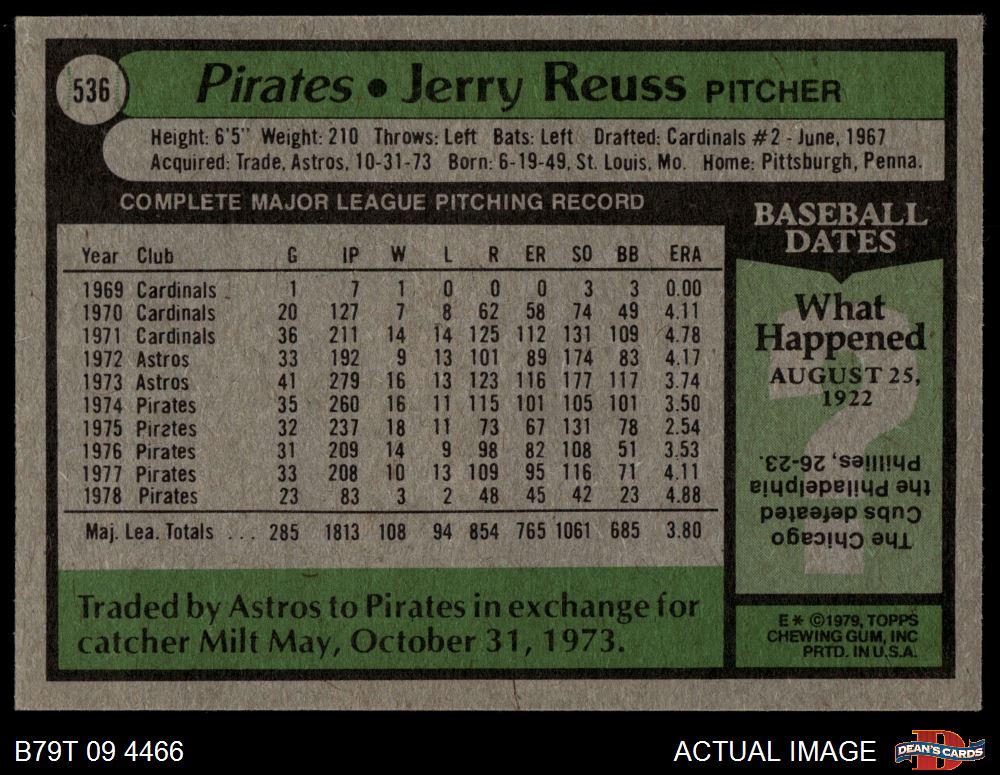 536
Pirates • Jerry Reuss PITCHER
Height: 6'5" Weight: 210 Throws: Left Bats: Left Drafted: Cardinals #2 - June, 1967
Acquired: Trade, Astros, 10-31-73 Born: 6-19-49, St. Louis, Mo. Home: Pittsburgh, Penna.
COMPLETE MAJOR LEAGUE PITCHING RECORD
Year Club G IP W L R ER SO BB ERA
1969 Cardinals 1 7 1 0 0 0 3 3 0.00
1970 Cardinals 20 127 7 8 62 58 74 49 4.11
1971 Cardinals 36 211 14 14 125 112 131 109 4.78
1972 Astros 33 192 9 13 101 89 174 83 4.17
1973 Astros 41 279 16 13 123 116 177 117 3.74
1974 Pirates 35 260 16 11 115 101 105 101 3.50
1975 Pirates 32 237 18 11 73 67 131 78 2.54
1976 Pirates 31 209 14 9 98 82 108 51 3.53
1977 Pirates 33 208 10 13 109 95 116 71 4.11
1978 Pirates 23 83 3 2 48 45 42 23 4.88
Maj. Lea. Totals . . . 285 1813 108 94 854 765 1061 685 3.80
Traded by Astros to Pirates in exchange for
catcher Milt May, October 31, 1973.
BASEBALL
DATES
What
Happened
AUGUST 25,
1922
The Chicago
Cubs defeated
the Philadelphia
Phillies, 26-23.
E* ©1979, TOPPS
CHEWING GUM, INC
PRTD. IN U.S.A.
B79T 09 4466
ACTUAL IMAGE
D
DEAN'S CARDS